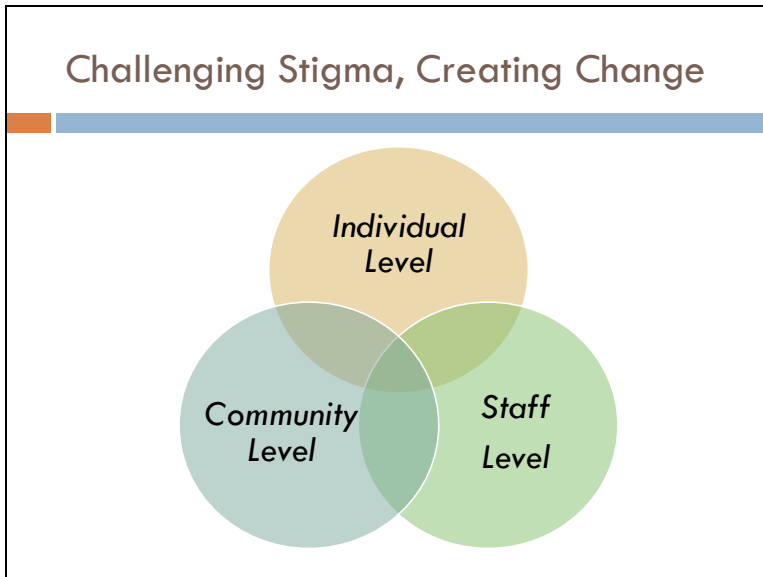 Challenging Stigma, Creating Change
Individual
Level
Community
Level
Staff
Level